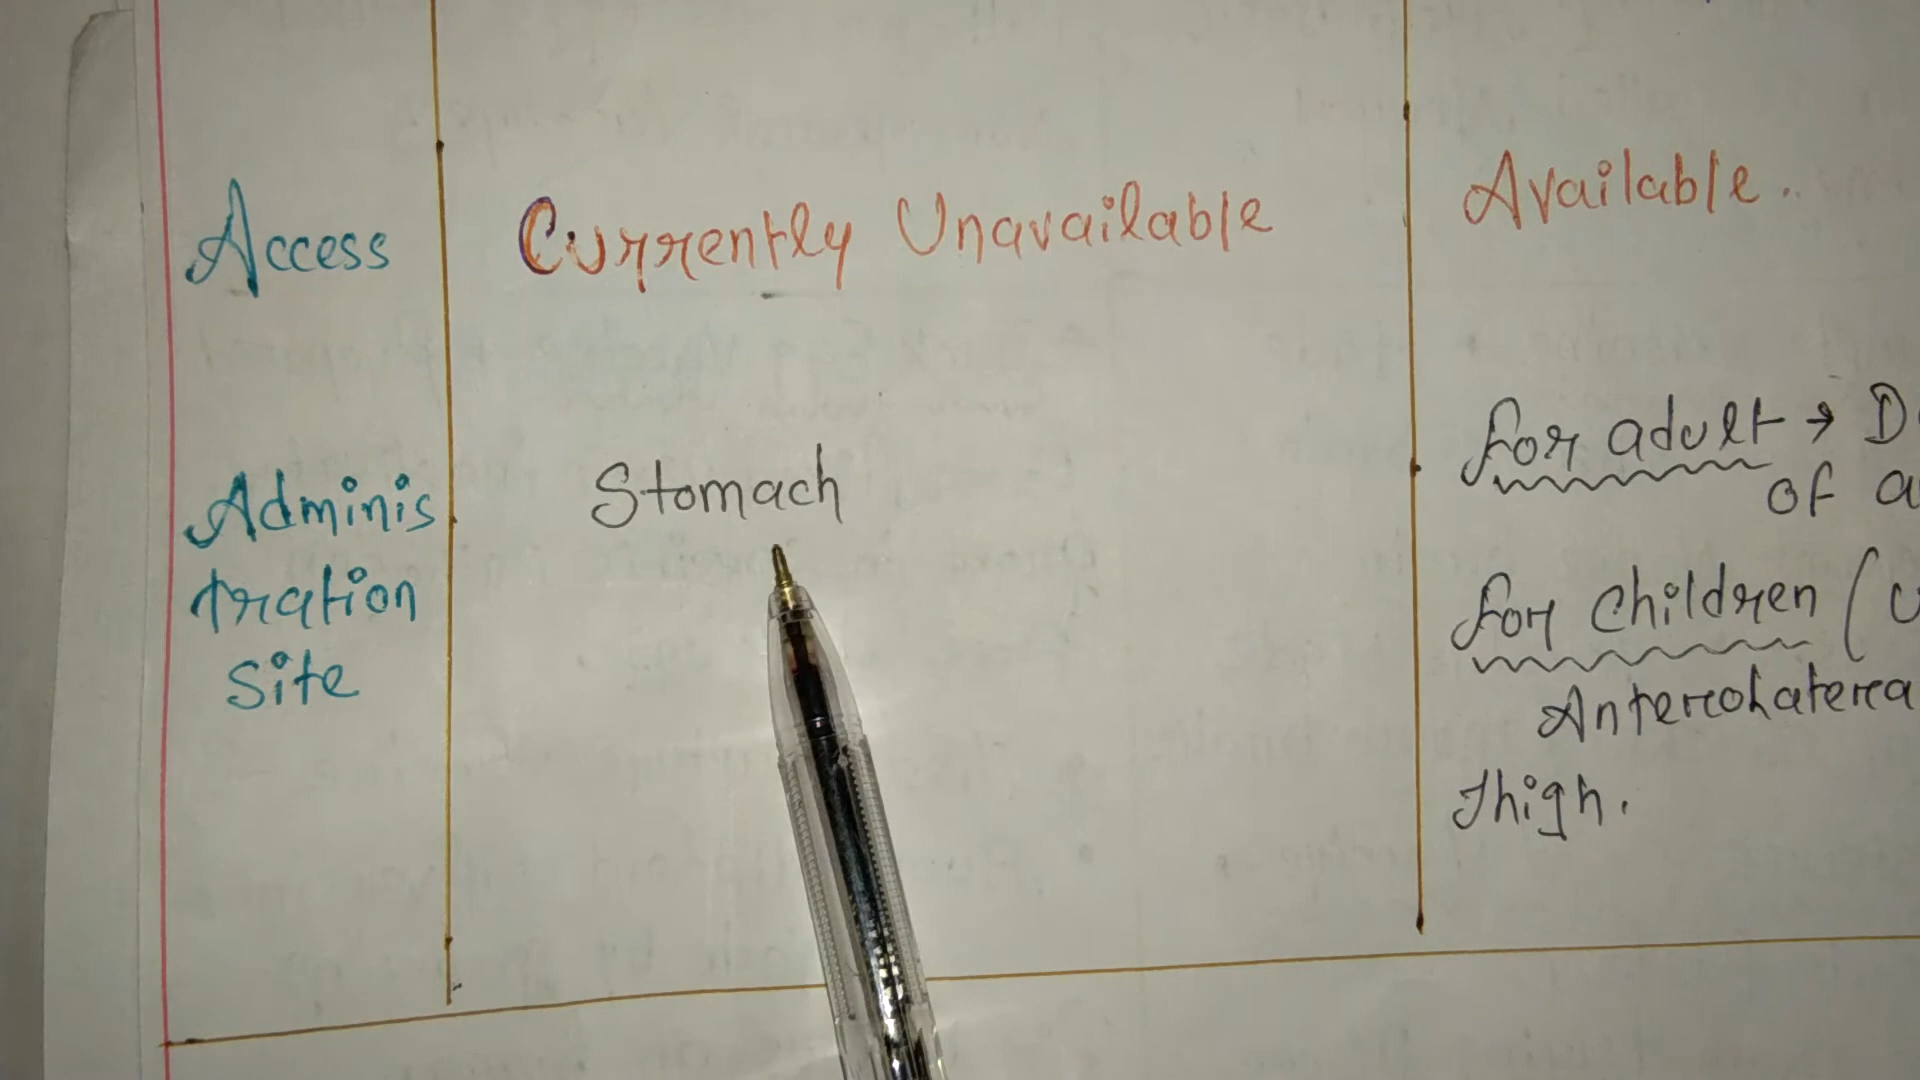 Access
Currently Unavailable
Available.
Adminis
tration
site
Stomach
for adult →
of
for children (
Anterolatera
Thigh.